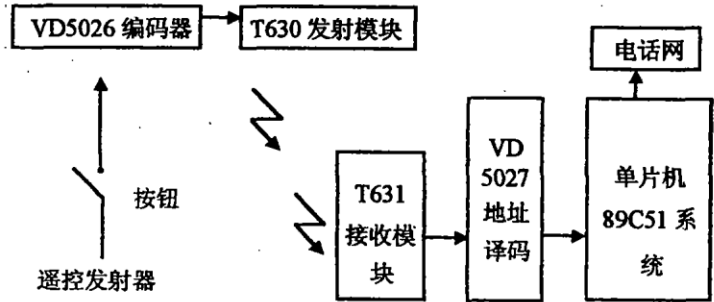 VD5026 编码器
T630 发射模块
电话网
按钮
遥控发射器
T631
接收模
块
VD
5027
地址
译码
单片机
89C51 系
统